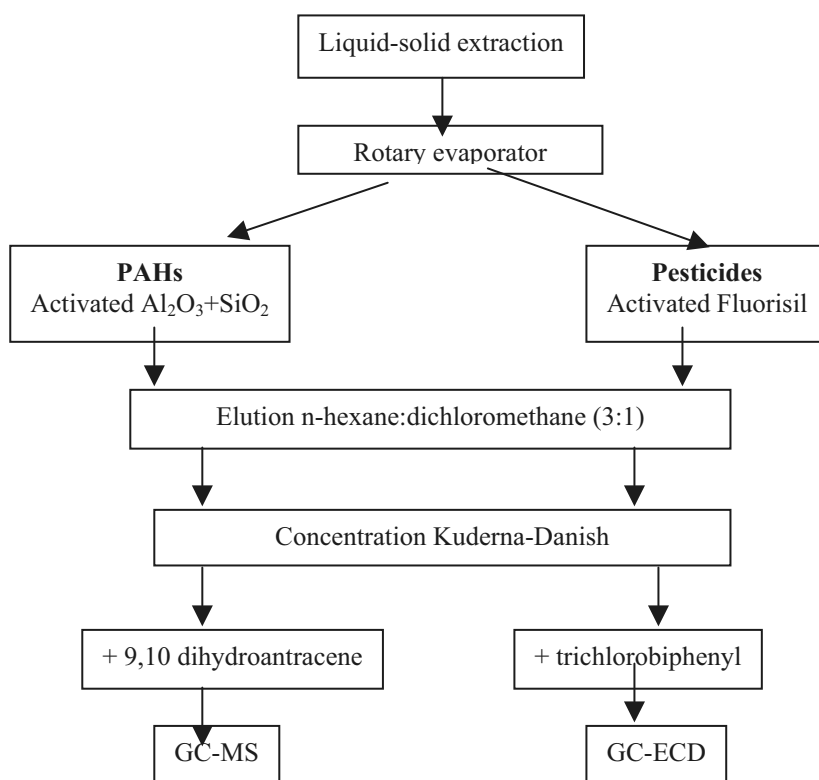 Liquid-solid extraction
Rotary evaporator
PAHs
Activated Al₂O₃+SiO₂
Pesticides
Activated Fluorisil
Elution n-hexane:dichloromethane (3:1)
Concentration Kuderna-Danish
+ 9,10 dihydroantracene
+ trichlorobiphenyl
GC-MS
GC-ECD